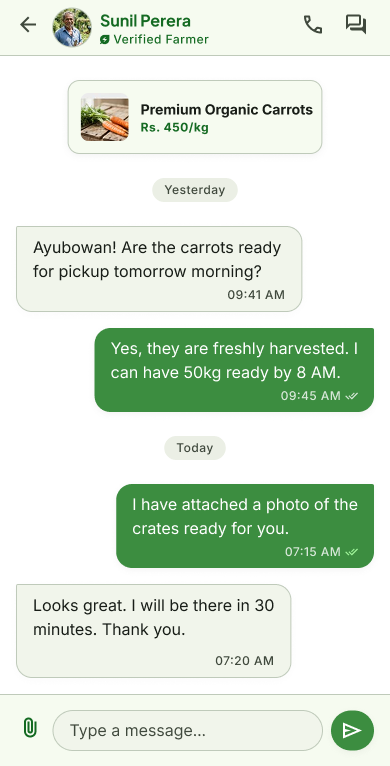 Sunil Perera
Verified Farmer
Premium Organic Carrots
Rs. 450/kg
Yesterday
Ayubowan! Are the carrots ready
for pickup tomorrow morning?
09:41 AM
Yes, they are freshly harvested. I
can have 50kg ready by 8 AM.
09:45 AM
Today
I have attached a photo of the
crates ready for you.
07:15 AM
Looks great. I will be there in 30
minutes. Thank you.
07:20 AM
Type a message...